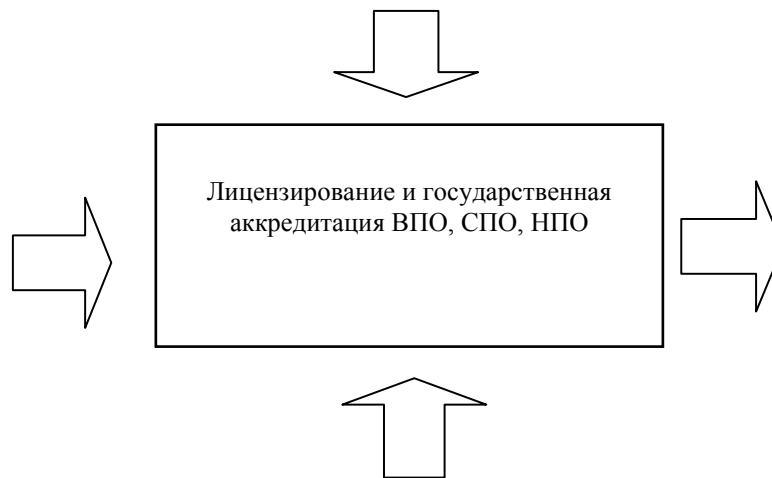 Лицензирование и государственная
аккредитация ВПО, СПО, НПО